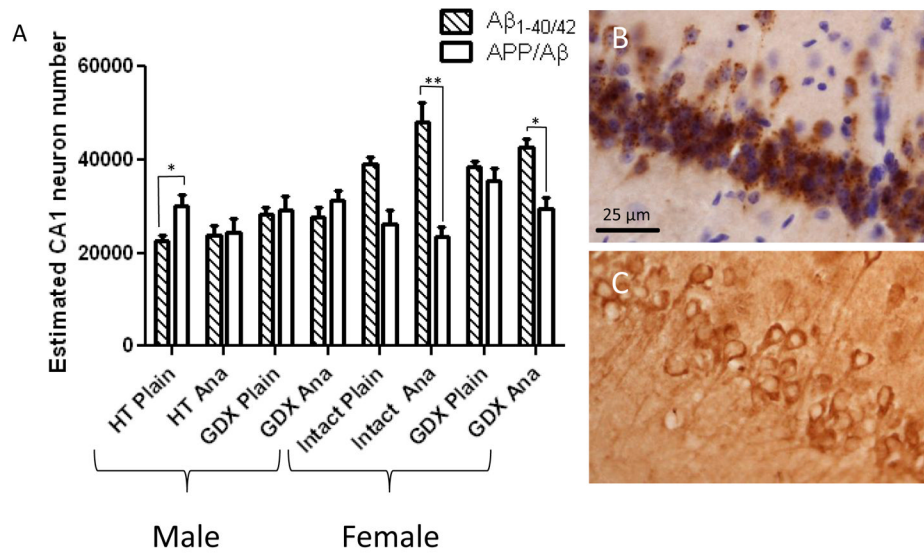 A
Aβ1-40/42
APP/Aβ
Estimated CA1 neuron number
60000
40000
20000
0
*
**
*
HT Plain
HT Ana
GDX Plain
GDX Ana
Intact Plain
Intact Ana
GDX Plain
GDX Ana
Male
Female
B
25 µm
C